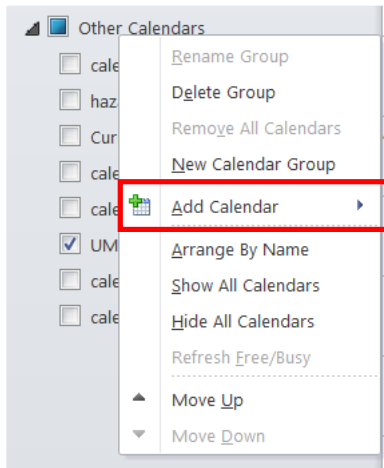 Other Calendars
cale
haz
Cur
cale
cale
UM
cale
cale
Rename Group
Delete Group
Remove All Calendars
New Calendar Group
Add Calendar
Arrange By Name
Show All Calendars
Hide All Calendars
Refresh Free/Busy
Move Up
Move Down